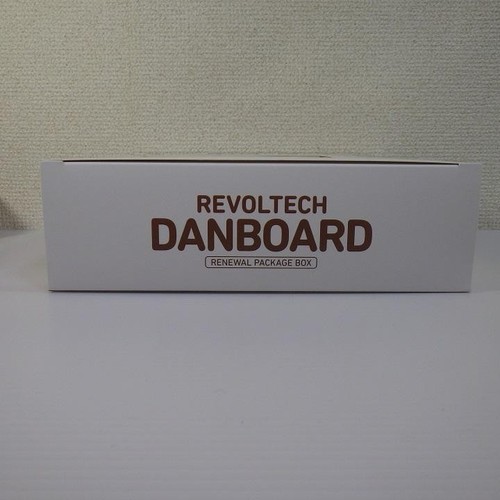 REVOLTECH
DANBOARD
RENEWAL PACKAGE BOX